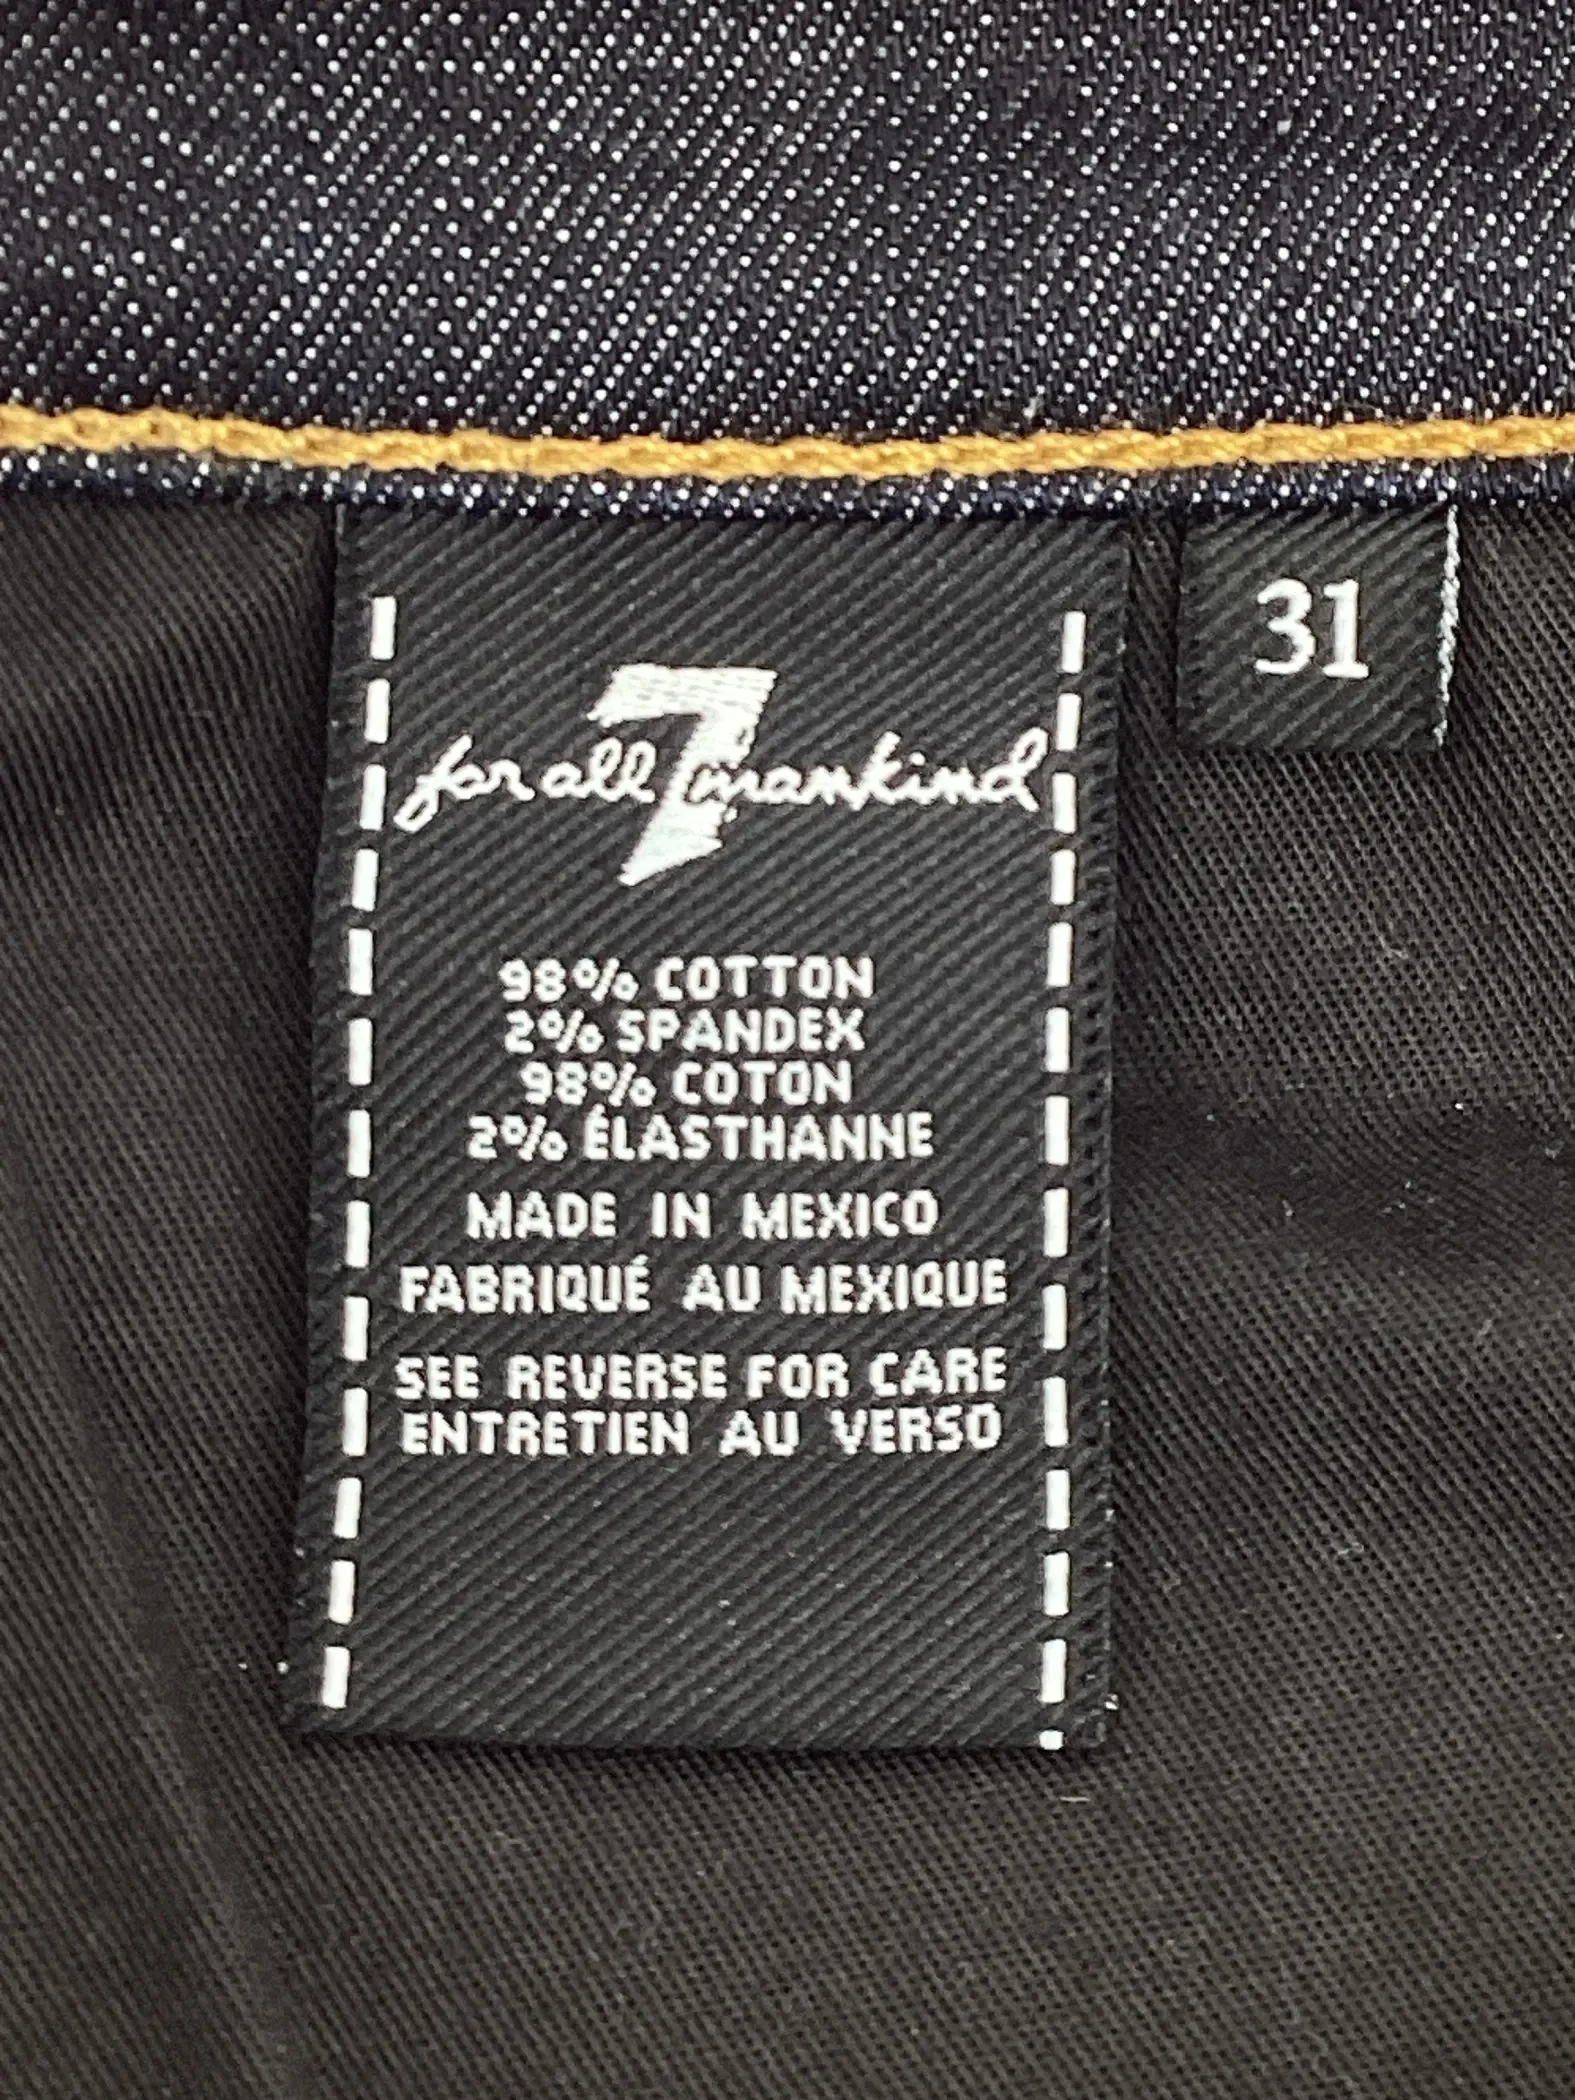 31
7
for all mankind
98% COTTON
2% SPANDEX
98% COTON
2% ÉLASTHANNE
MADE IN MEXICO
FABRIQUÉ AU MEXIQUE
SEE REVERSE FOR CARE
ENTRETIEN AU VERSO